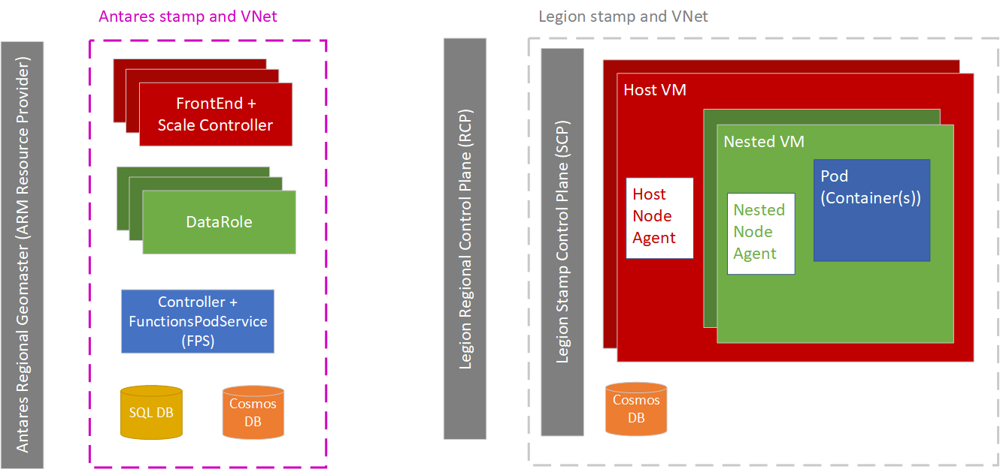 Antares stamp and VNet
Legion stamp and VNet
Antares Regional Geomaster (ARM Resource Provider)
FrontEnd +
Scale Controller
DataRole
Controller +
FunctionsPodService
(FPS)
SQL DB
Cosmos
DB
Legion Regional Control Plane (RCP)
Legion Stamp Control Plane (SCP)
Host VM
Host
Node
Agent
Nested VM
Nested
Node
Agent
Pod
(Container(s))
Cosmos
DB